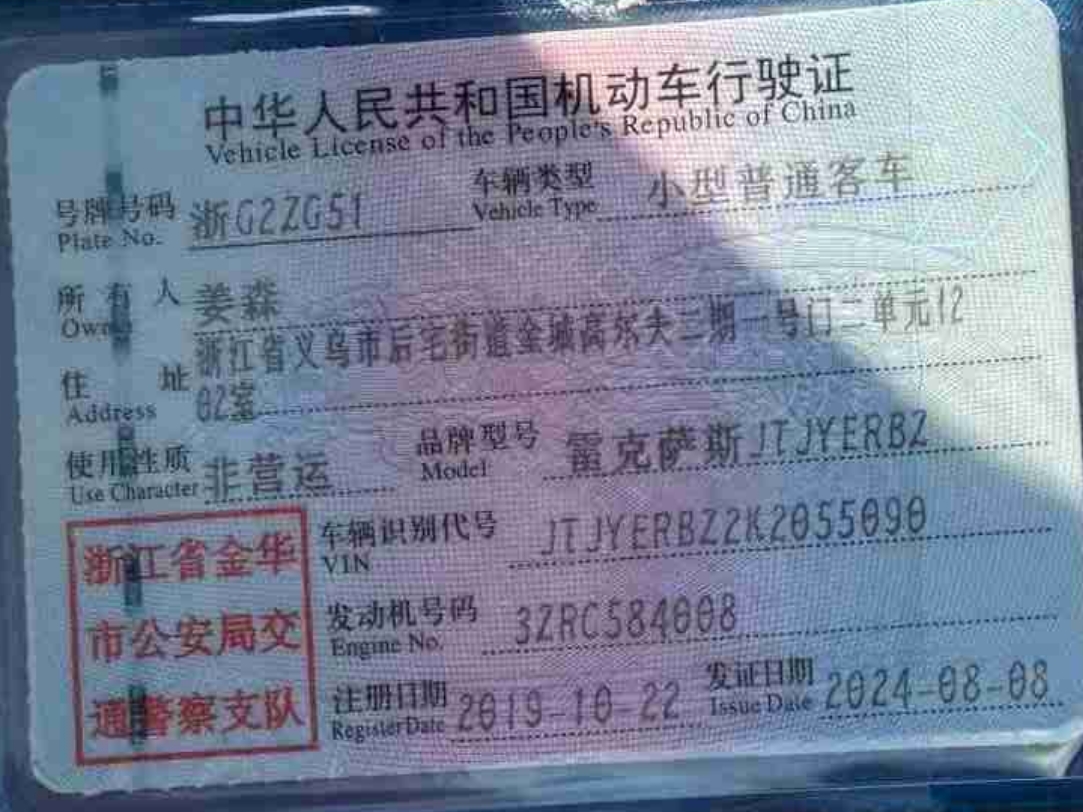 中华人民共和国机动车行驶证
Vehicle License of the People's Republic of China
号牌号码 浙G2ZG51 车辆类型 小型普通客车
Plate No. Vehicle Type
所有人 姜森
Owner
住址 浙江省义乌市后宅街道金城高尔夫三期一号门二单元12
Address 02室
使用性质 非营运 品牌型号 雷克萨斯JTJYERBZ
Use Character Model
浙江省金华
市公安局交
通警察支队
车辆识别代号 JTJYERBZ2K2055090
VIN
发动机号码 3ZRC584008
Engine No.
注册日期 2019-10-22 发证日期 2024-08-08
Register Date Issue Date